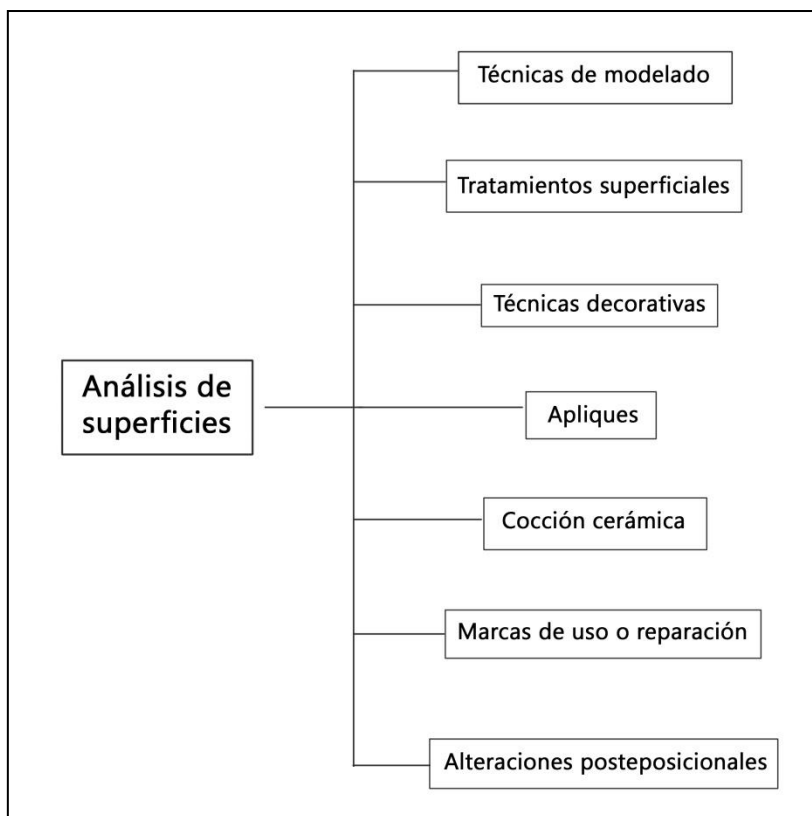 Técnicas de modelado
Tratamientos superficiales
Técnicas decorativas
Análisis de
superficies
Apliques
Cocción cerámica
Marcas de uso o reparación
Alteraciones posteposicionales